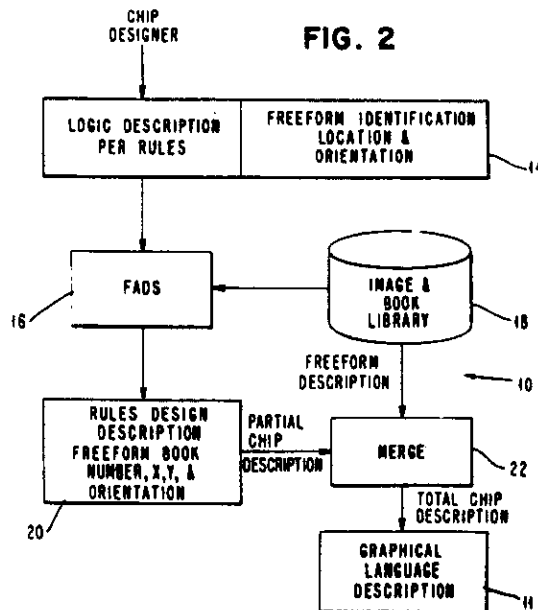 CHIP
DESIGNER
FIG. 2
LOGIC DESCRIPTION
PER RULES
FREEFORM IDENTIFICATION
LOCATION &
ORIENTATION
14
FADS
16
IMAGE &
BOOK
LIBRARY
18
FREEFORM
DESCRIPTION
10
RULES DESIGN
DESCRIPTION
FREEFORM BOOK
NUMBER, X, Y, &
ORIENTATION
20
PARTIAL
CHIP
DESCRIPTION
MERGE
22
TOTAL CHIP
DESCRIPTION
GRAPHICAL
LANGUAGE
DESCRIPTION
11